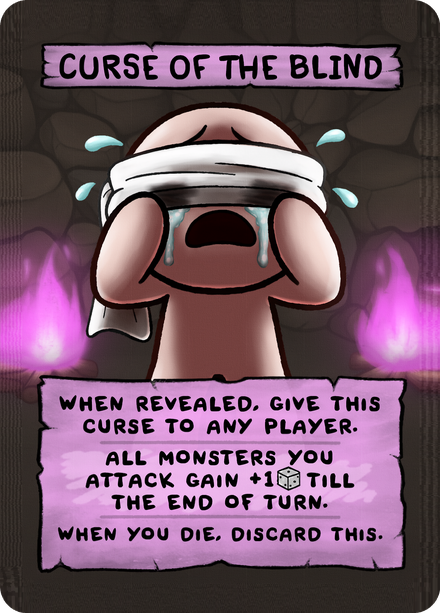 CURSE OF THE BLIND
WHEN REVEALED, GIVE THIS
CURSE TO ANY PLAYER.
ALL MONSTERS YOU
ATTACK GAIN +1 TILL
THE END OF TURN.
WHEN YOU DIE, DISCARD THIS.